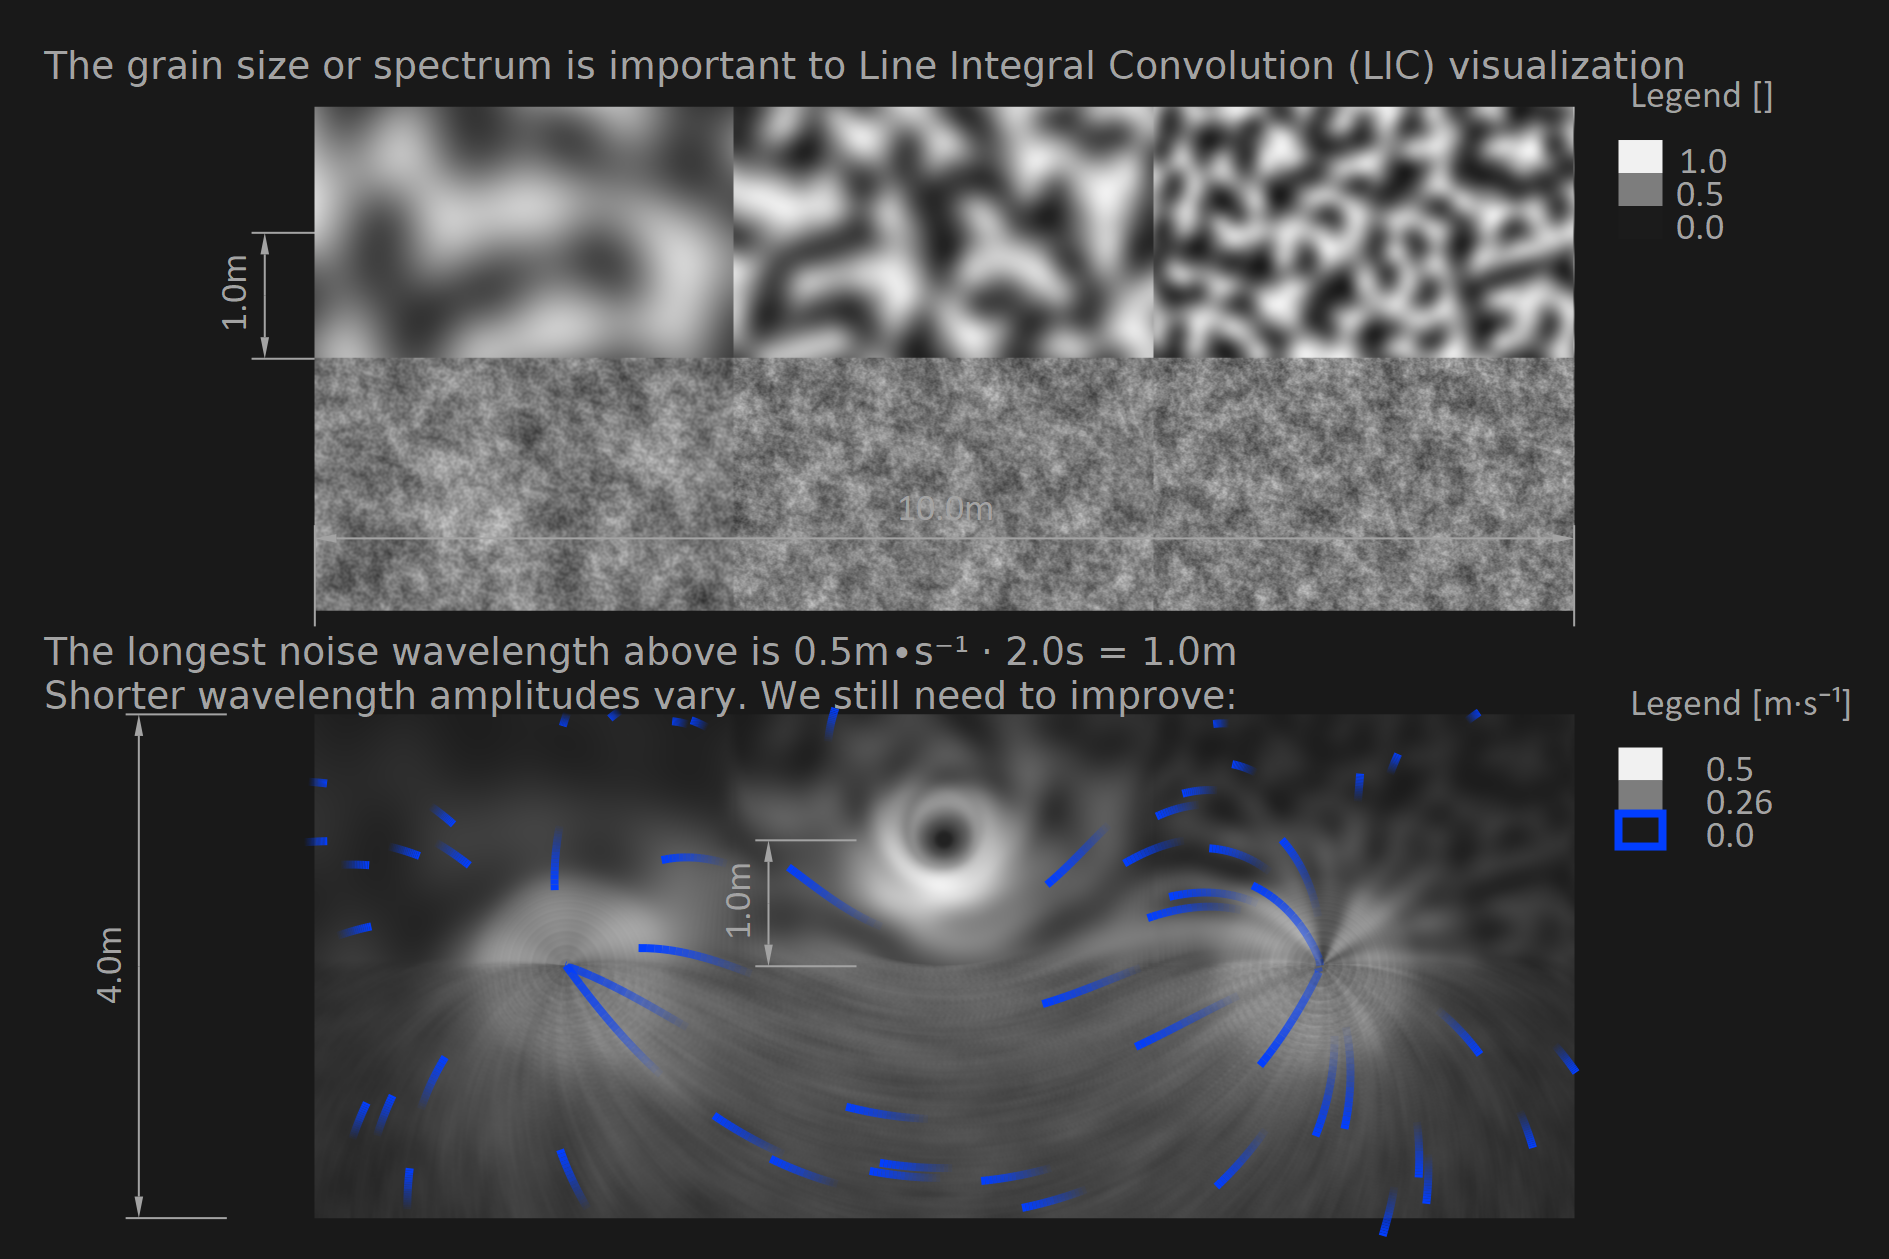 The grain size or spectrum is important to Line Integral Convolution (LIC) visualization
Legend []
1.0
0.5
0.0
1.0m
10.0m
The longest noise wavelength above is 0.5m•s⁻¹ · 2.0s = 1.0m
Shorter wavelength amplitudes vary. We still need to improve:
Legend [m·s⁻¹]
0.5
0.26
0.0
1.0m
4.0m